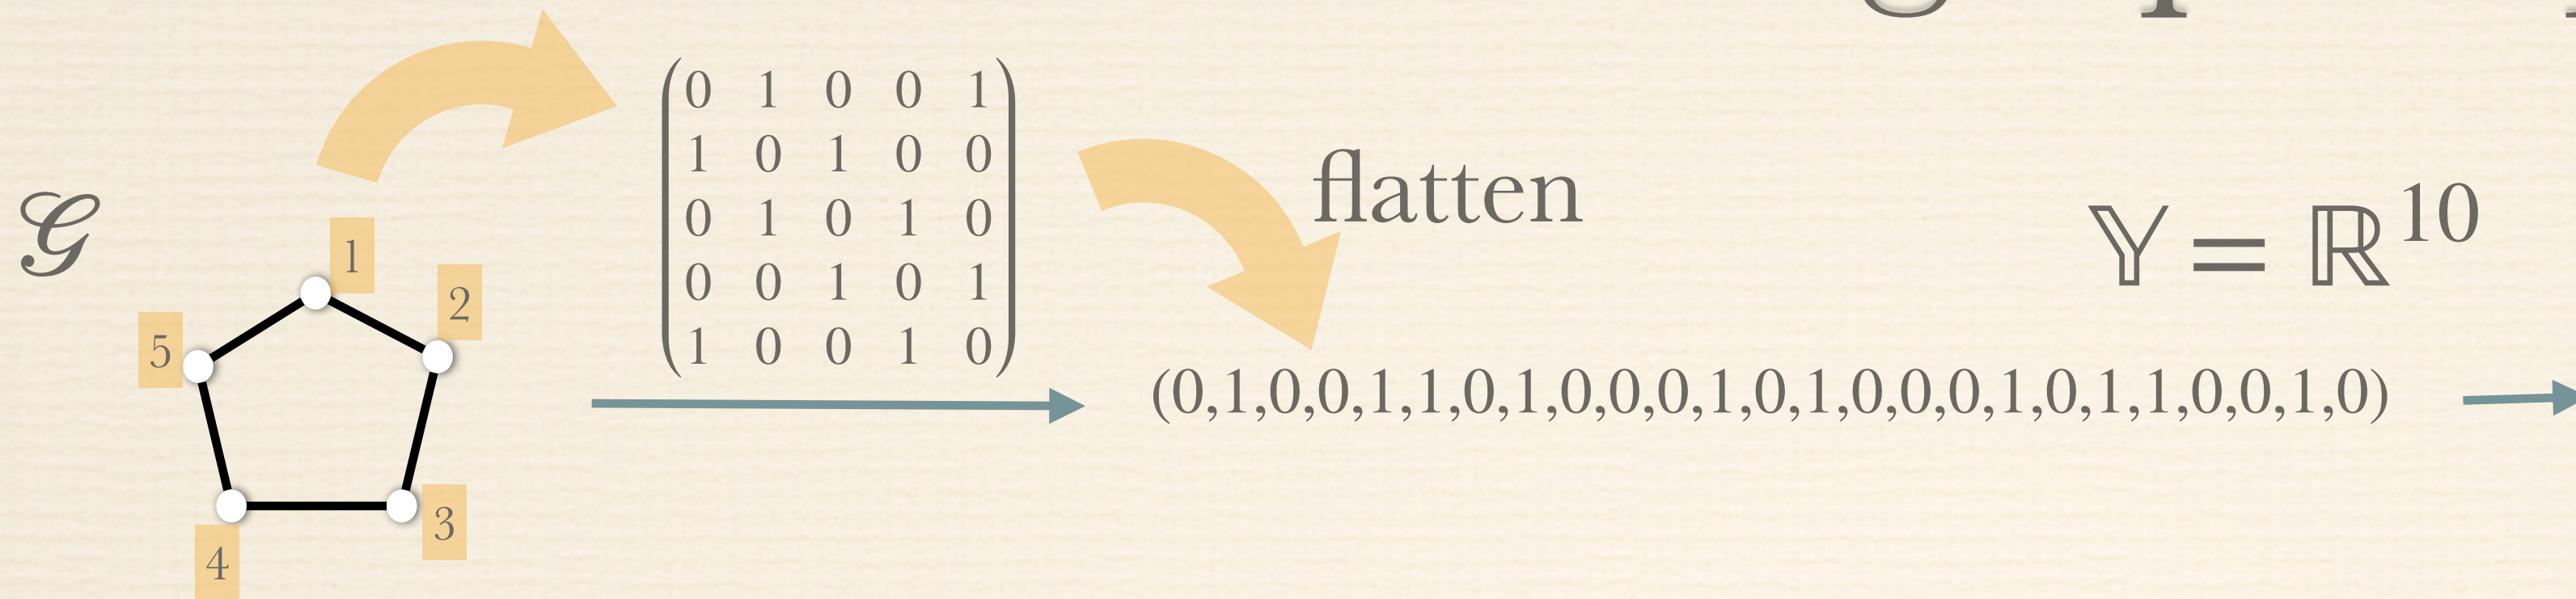 𝒢
1
2
3
4
5
0 1 0 0 1
1 0 1 0 0
0 1 0 1 0
0 0 1 0 1
1 0 0 1 0
flatten
(0,1,0,0,1,1,0,1,0,0,0,1,0,1,0,0,0,1,0,1,1,0,0,1,0)
𝕐 = ℝ¹⁰